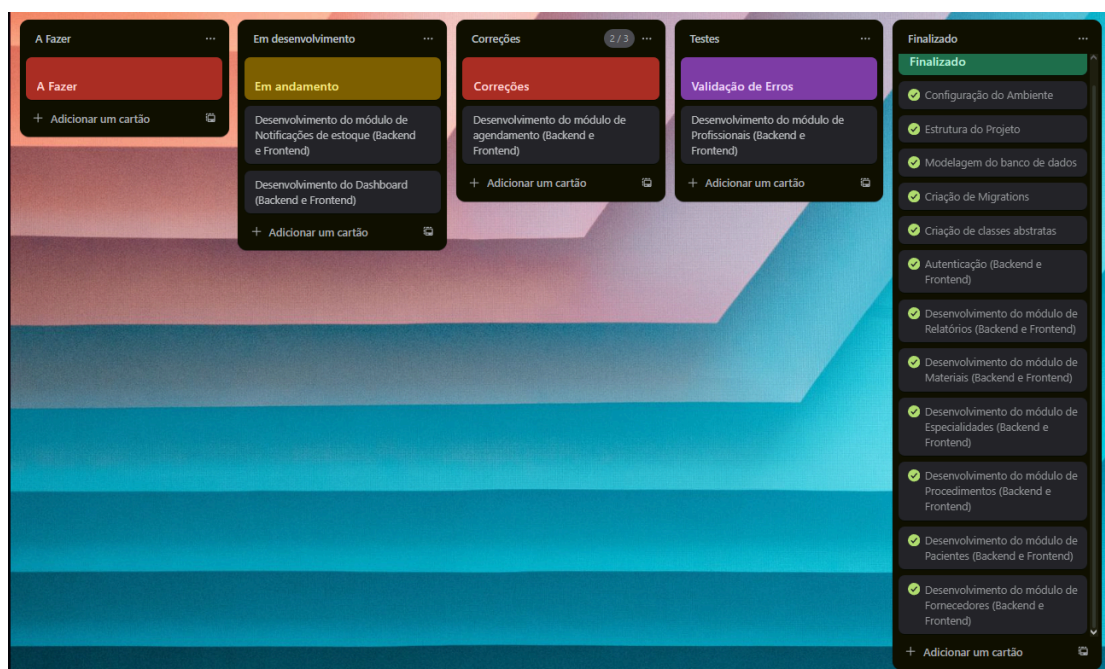 A Fazer
A Fazer
+ Adicionar um cartão
Em desenvolvimento
Em andamento
Desenvolvimento do módulo de
Notificações de estoque (Backend
e Frontend)
Desenvolvimento do Dashboard
(Backend e Frontend)
+ Adicionar um cartão
Correções
2/3
Correções
Desenvolvimento do módulo de
agendamento (Backend e
Frontend)
+ Adicionar um cartão
Testes
Validação de Erros
Desenvolvimento do módulo de
Profissionais (Backend e
Frontend)
+ Adicionar um cartão
Finalizado
Finalizado
Configuração do Ambiente
Estrutura do Projeto
Modelagem do banco de dados
Criação de Migrations
Criação de classes abstratas
Autenticação (Backend e
Frontend)
Desenvolvimento do módulo de
Relatórios (Backend e Frontend)
Desenvolvimento do módulo de
Materiais (Backend e Frontend)
Desenvolvimento do módulo de
Especialidades (Backend e
Frontend)
Desenvolvimento do módulo de
Procedimentos (Backend e
Frontend)
Desenvolvimento do módulo de
Pacientes (Backend e Frontend)
Desenvolvimento do módulo de
Fornecedores (Backend e
Frontend)
+ Adicionar um cartão